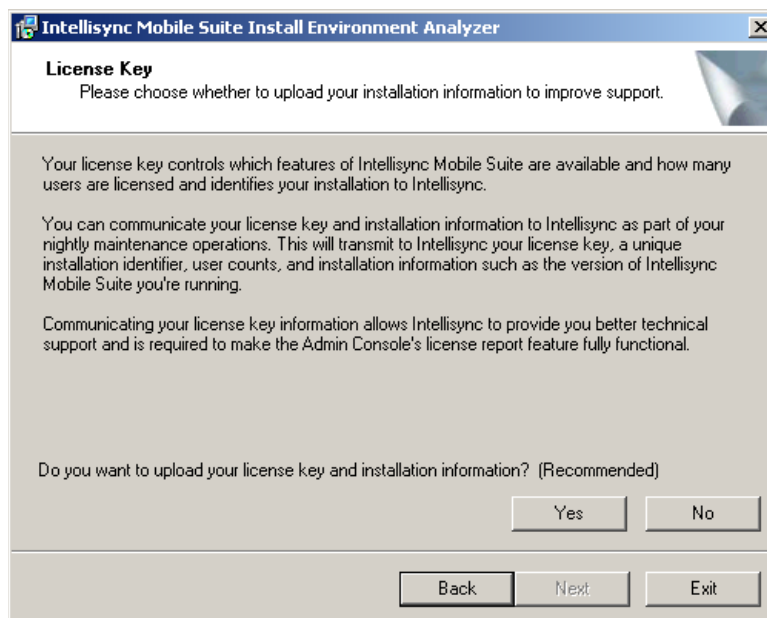 Intellisync Mobile Suite Install Environment Analyzer
License Key
Please choose whether to upload your installation information to improve support.
Your license key controls which features of Intellisync Mobile Suite are available and how many
users are licensed and identifies your installation to Intellisync.
You can communicate your license key and installation information to Intellisync as part of your
nightly maintenance operations. This will transmit to Intellisync your license key, a unique
installation identifier, user counts, and installation information such as the version of Intellisync
Mobile Suite you're running.
Communicating your license key information allows Intellisync to provide you better technical
support and is required to make the Admin Console's license report feature fully functional.
Do you want to upload your license key and installation information? (Recommended)
Yes No
Back Next Exit